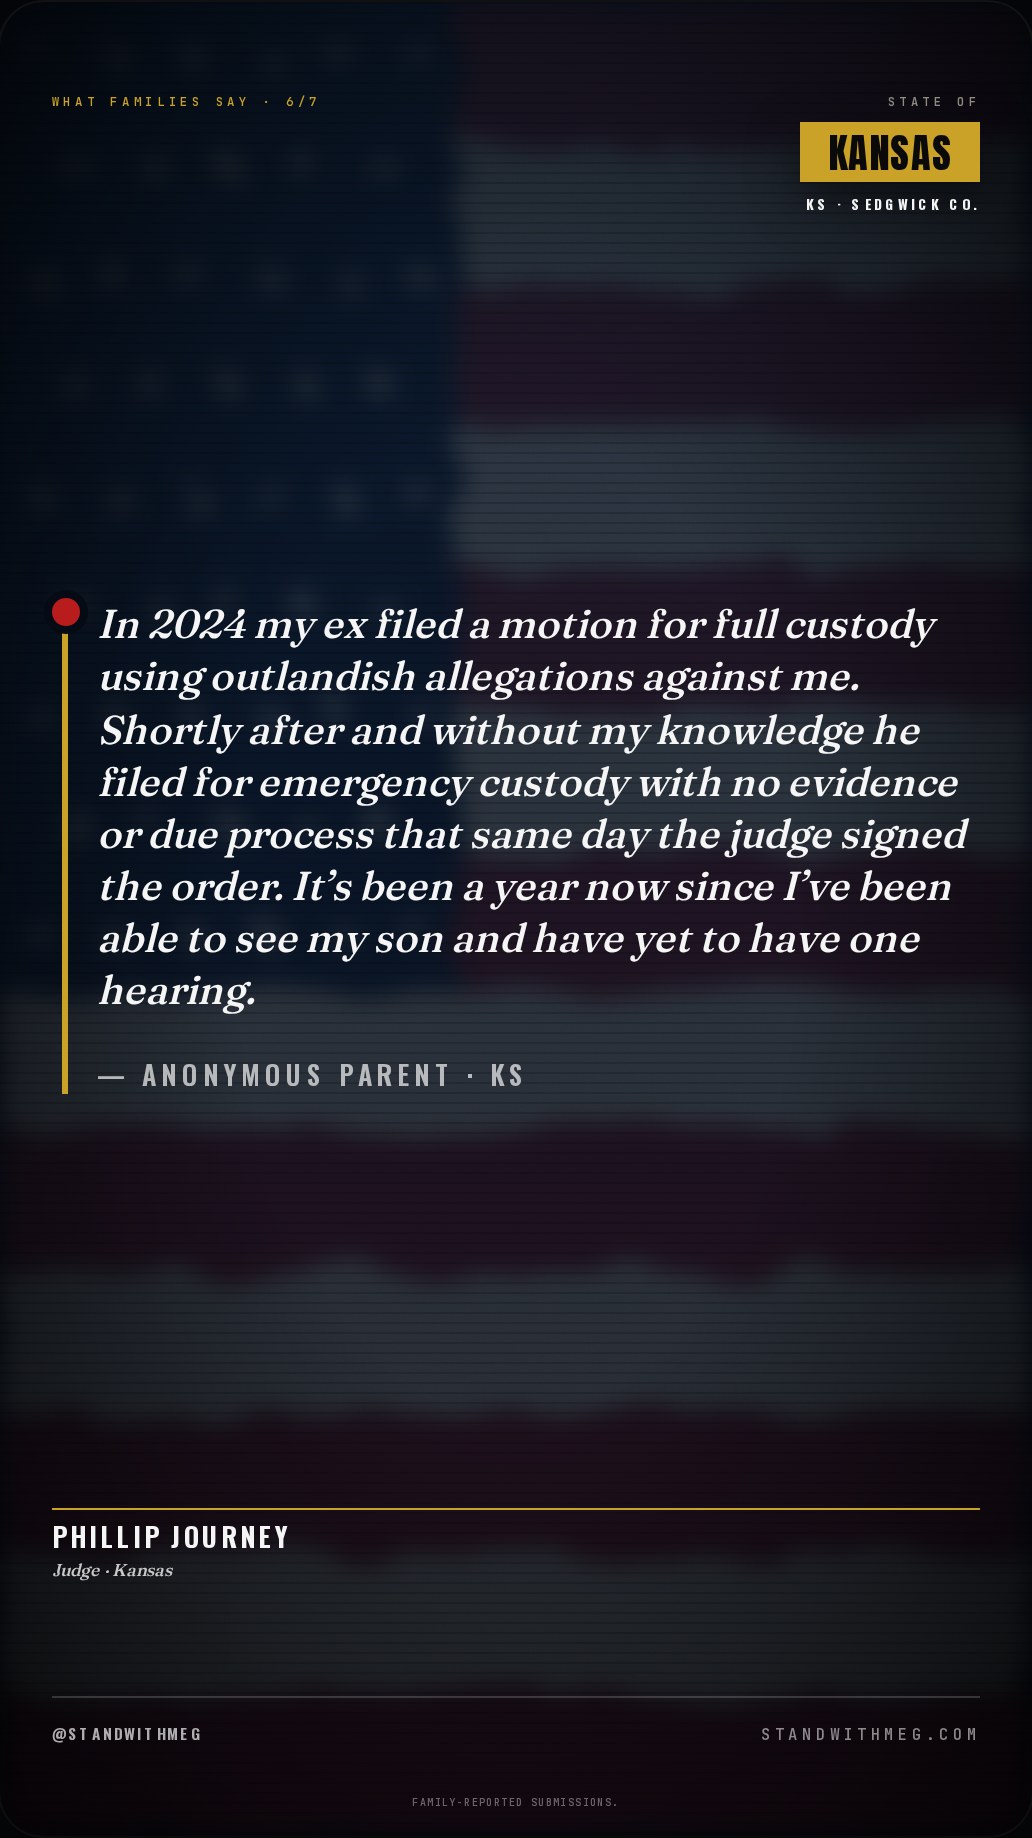 WHAT FAMILIES SAY · 6/7
STATE OF
KANSAS
KS · SEDGWICK CO.
In 2024 my ex filed a motion for full custody
using outlandish allegations against me.
Shortly after and without my knowledge he
filed for emergency custody with no evidence
or due process that same day the judge signed
the order. It’s been a year now since I’ve been
able to see my son and have yet to have one
hearing.
— ANONYMOUS PARENT · KS
PHILLIP JOURNEY
Judge · Kansas
@STANDWITHMEG
STANDWITHMEG.COM
FAMILY-REPORTED SUBMISSIONS.